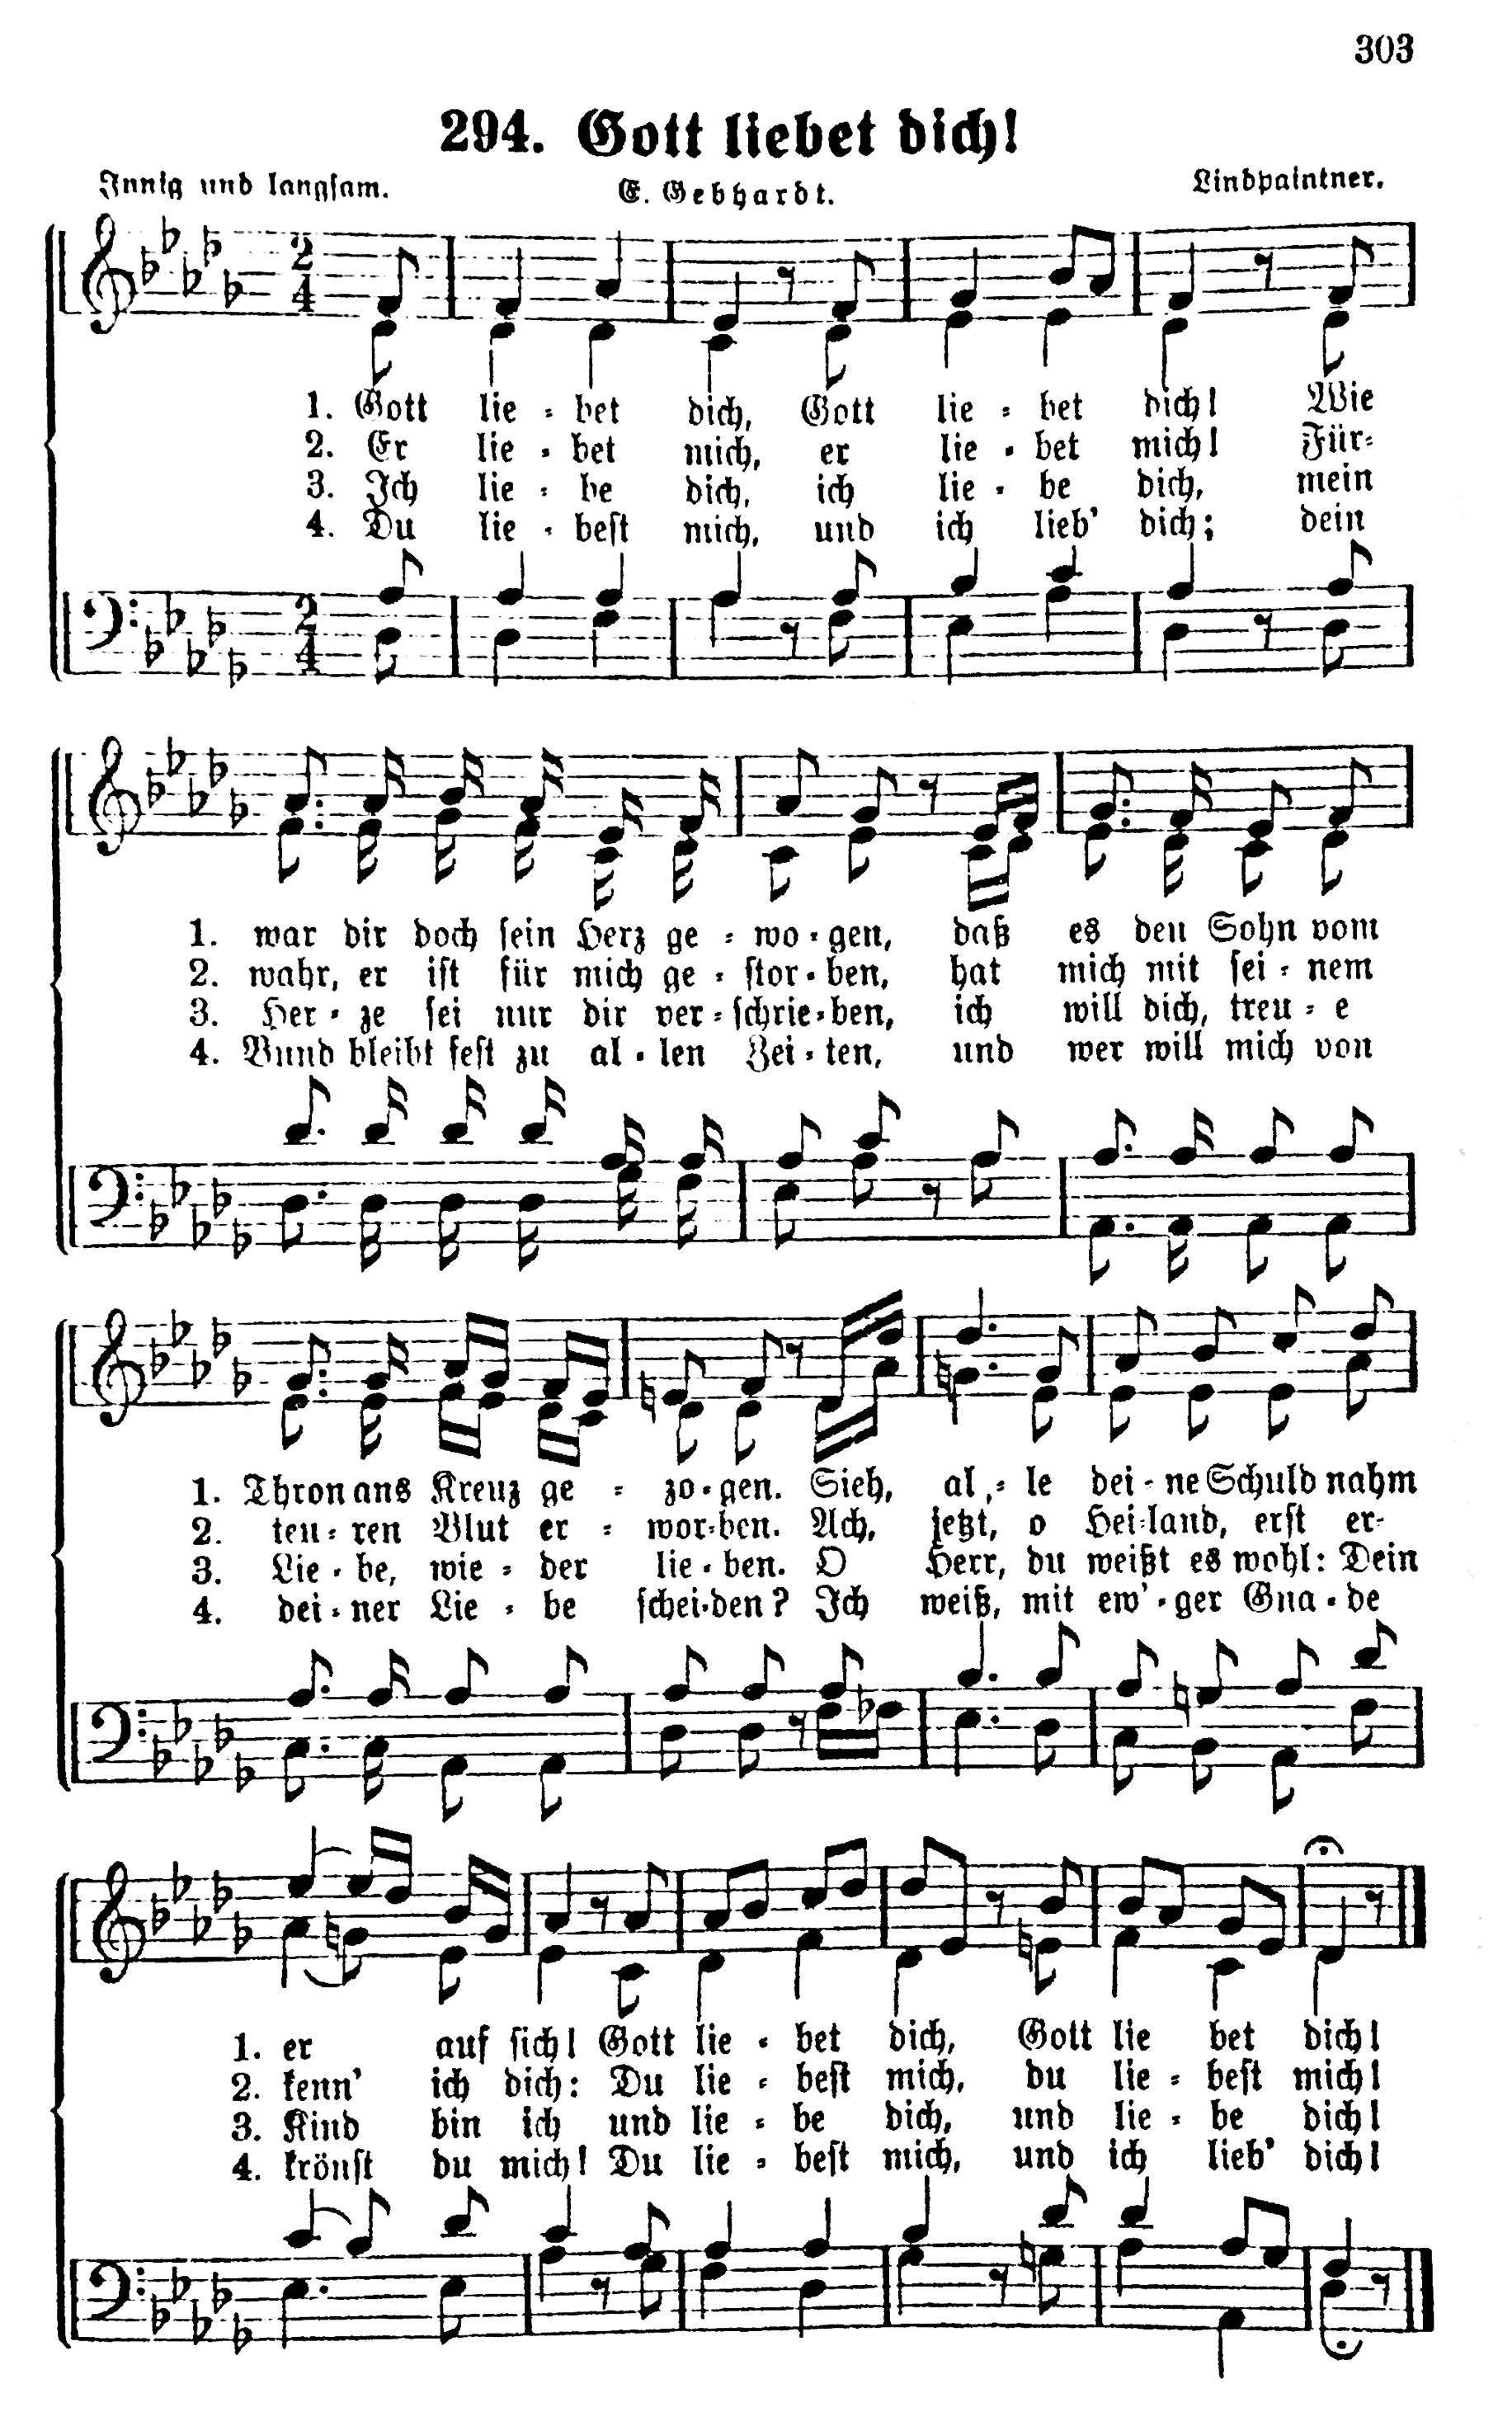 303
294. Gott liebet dich!
Innig und langsam. E. Gebhardt. Lindpaintner.
1. Gott lie - bet dich, Gott lie - bet dich! Wie
2. Er lie - bet mich, er lie - bet mich! Für-
3. Ich lie - be dich, ich lie - be dich, mein
4. Du lie - best mich, und ich lieb' dich; dein
1. war dir doch sein Herz ge - wo - gen, daß es den Sohn vom
2. wahr, er ist für mich ge - stor - ben, hat mich mit sei - nem
3. Her - ze sei nur dir ver - schrie - ben, ich will dich, treu - e
4. Bund bleibt fest zu al - len Zei - ten, und wer will mich von
1. Thron ans Kreuz ge - zo - gen. Sieh, al - le dei - ne Schuld nahm
2. teu - ren Blut er - wor - ben. Ach, jetzt, o Hei - land, erst er-
3. Lie - be, wie - der lie - ben. O Herr, du weißt es wohl: Dein
4. dei - ner Lie - be schei - den? Ich weiß, mit ew' - ger Gna - de
1. er auf sich! Gott lie - bet dich, Gott lie bet dich!
2. kenn' ich dich: Du lie - best mich, du lie - best mich!
3. Kind bin ich und lie - be dich, und lie - be dich!
4. krönst du mich! Du lie - best mich, und ich lieb' dich!